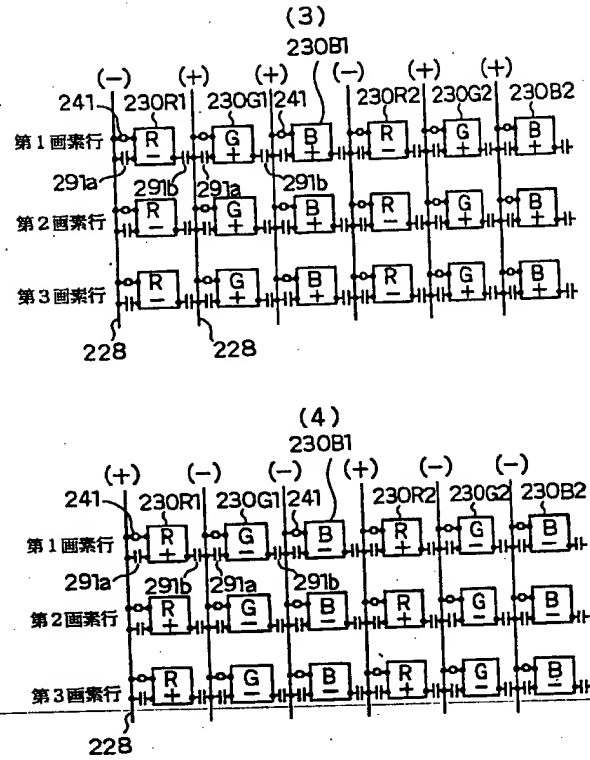 (3)
230B1
(-) (+) (+) (-) (+) (+)
241 230R1 230G1 241 230R2 230G2 230B2
第1画素行 R G B R G B
- + + - + +
291a 291b 291a 291b
第2画素行 R G B R G B
- + + - + +
第3画素行 R G B R G B
- + + - + +
228 228
(4)
230B1
(+) (-) (-) (+) (-) (-)
241 230R1 230G1 241 230R2 230G2 230B2
第1画素行 R G B R G B
+ - - + - -
291a 291b 291a 291b
第2画素行 R G B R G B
+ - - + - -
第3画素行 R G B R G B
+ - - + - -
228